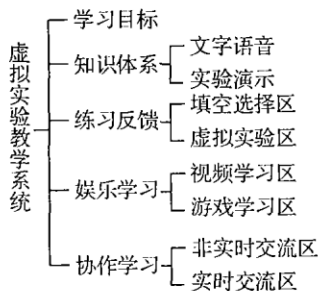 虚拟实验教学系统
学习目标
知识体系
文字语音
实验演示
练习反馈
填空选择区
虚拟实验区
娱乐学习
视频学习区
游戏学习区
协作学习
非实时交流区
实时交流区